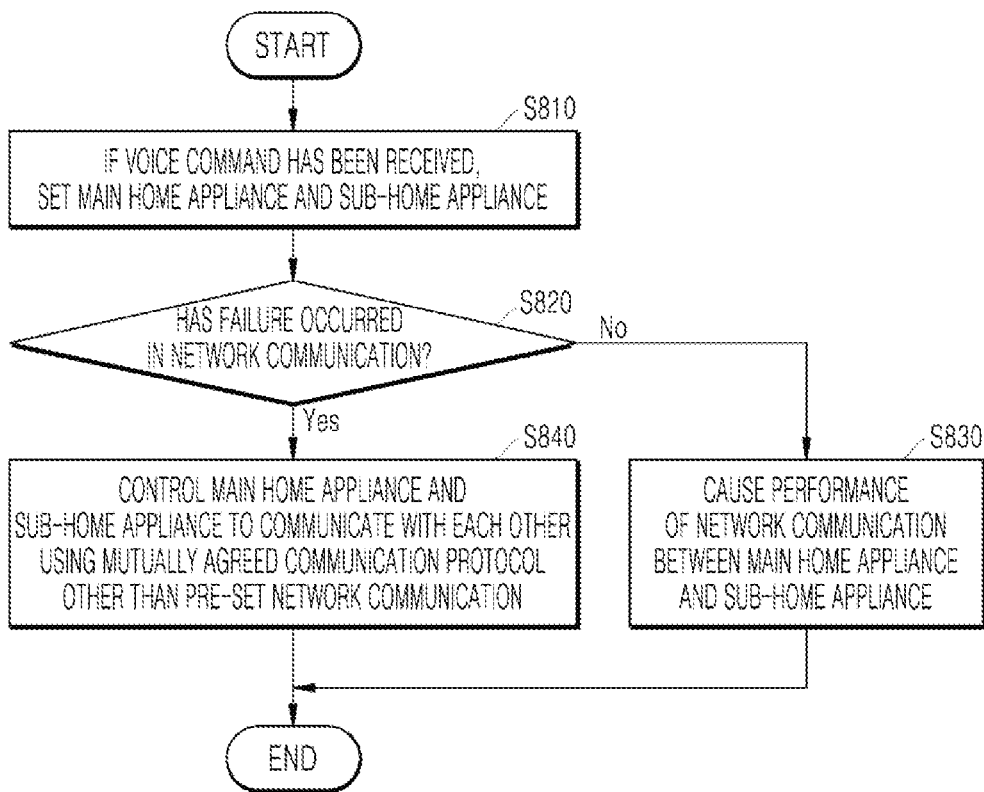 START
S810
IF VOICE COMMAND HAS BEEN RECEIVED,
SET MAIN HOME APPLIANCE AND SUB-HOME APPLIANCE
S820
HAS FAILURE OCCURRED
IN NETWORK COMMUNICATION?
No
Yes
S840
CONTROL MAIN HOME APPLIANCE AND
SUB-HOME APPLIANCE TO COMMUNICATE WITH EACH OTHER
USING MUTUALLY AGREED COMMUNICATION PROTOCOL
OTHER THAN PRE-SET NETWORK COMMUNICATION
S830
CAUSE PERFORMANCE
OF NETWORK COMMUNICATION
BETWEEN MAIN HOME APPLIANCE
AND SUB-HOME APPLIANCE
END